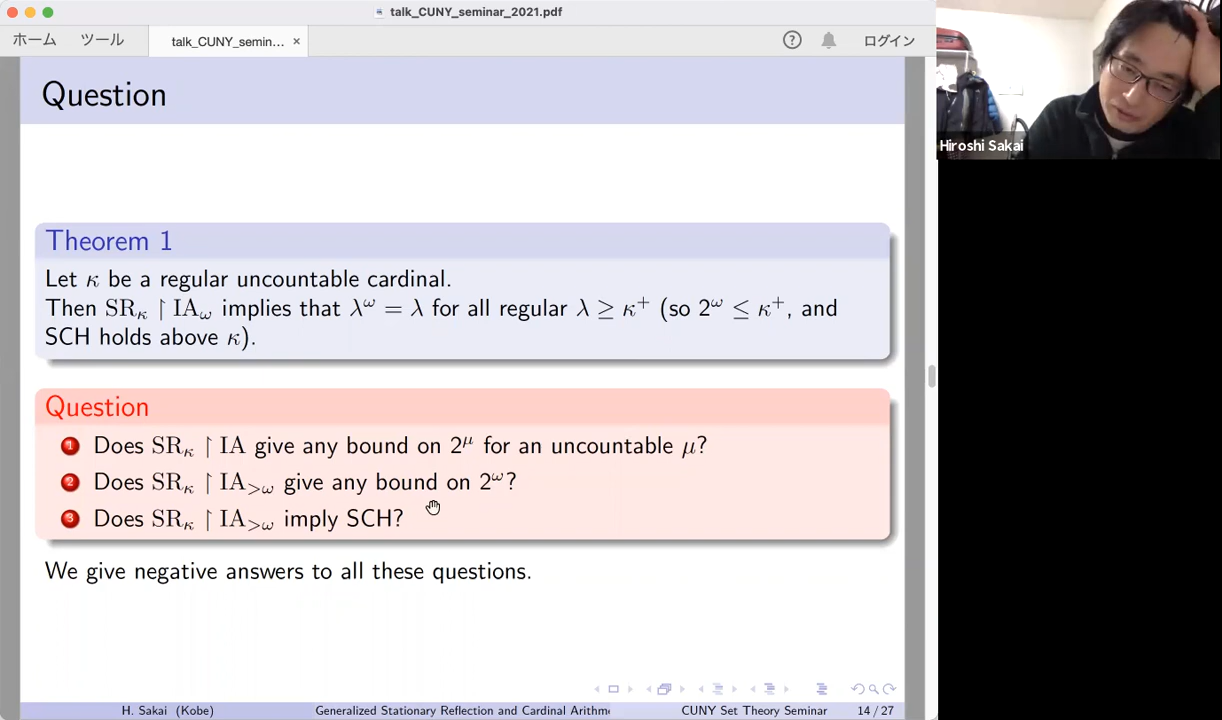 talk_CUNY_seminar_2021.pdf
ホーム ツール talk_CUNY_semin... × ? ログイン
Question
Hiroshi Sakai
Theorem 1
Let κ be a regular uncountable cardinal.
Then SR_κ ↾ IA_ω implies that λ^ω = λ for all regular λ ≥ κ⁺ (so 2^ω ≤ κ⁺, and
SCH holds above κ).
Question
1 Does SR_κ ↾ IA give any bound on 2^μ for an uncountable μ?
2 Does SR_κ ↾ IA_{>ω} give any bound on 2^ω?
3 Does SR_κ ↾ IA_{>ω} imply SCH?
We give negative answers to all these questions.
H. Sakai (Kobe) Generalized Stationary Reflection and Cardinal Arithm CUNY Set Theory Seminar 14 / 27